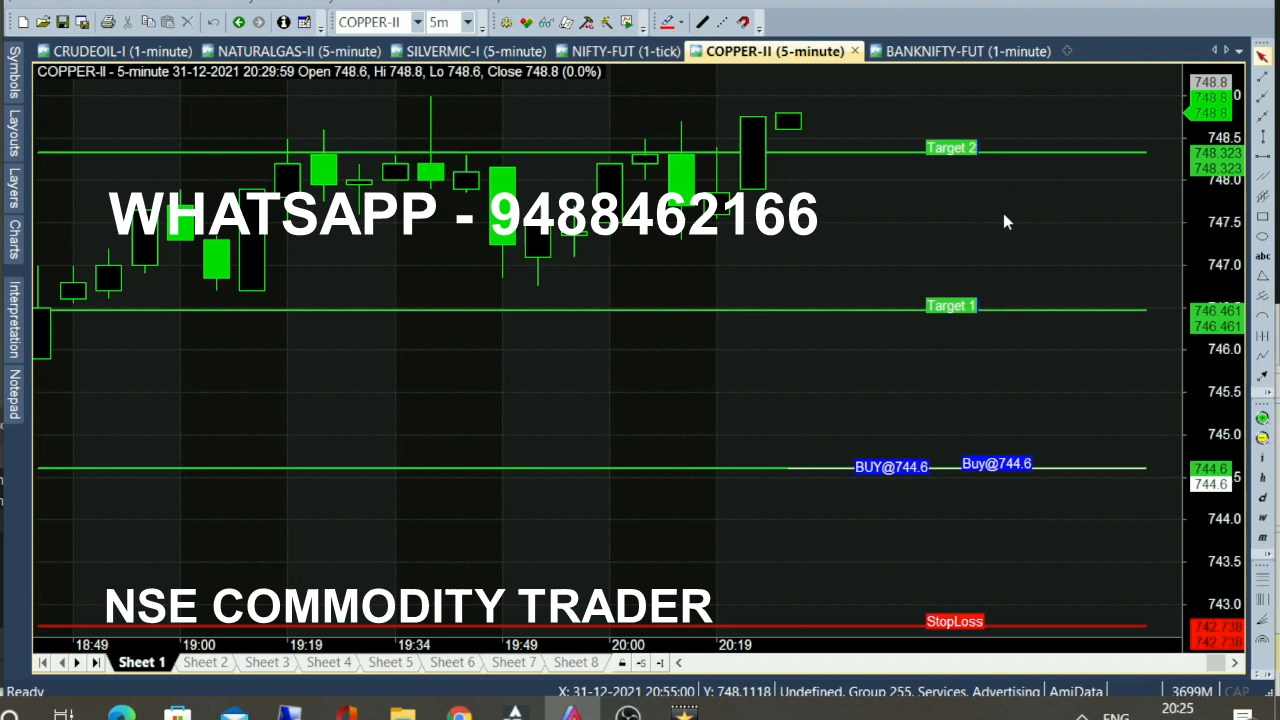 COPPER-II
5m
CRUDEOIL-I (1-minute)
NATURALGAS-II (5-minute)
SILVERMIC-I (5-minute)
NIFTY-FUT (1-tick)
COPPER-II (5-minute)
BANKNIFTY-FUT (1-minute)
COPPER-II - 5-minute 31-12-2021 20:29:59 Open 748.6, Hi 748.8, Lo 748.6, Close 748.8 (0.0%)
Symbols
Layouts
Layers
Charts
Interpretation
Notepad
748.8
748.8
748.8
748.5
Target 2
748.323
748.323
748.0
WHATSAPP - 9488462166
747.5
747.0
Target 1
746.461
746.461
746.0
745.5
745.0
BUY@744.6
Buy@744.6
744.6
744.6
744.0
743.5
743.0
NSE COMMODITY TRADER
StopLoss
742.738
742.738
18:49 19:00 19:19 19:34 19:49 20:00 20:19
Sheet 1 Sheet 2 Sheet 3 Sheet 4 Sheet 5 Sheet 6 Sheet 7 Sheet 8
abc
i
h
d
w
m
Ready
X: 31-12-2021 20:55:00
Y: 748.1118
Undefined, Group 255, Services, Advertising
AmiData
3699M
CAP
ENG
20:25